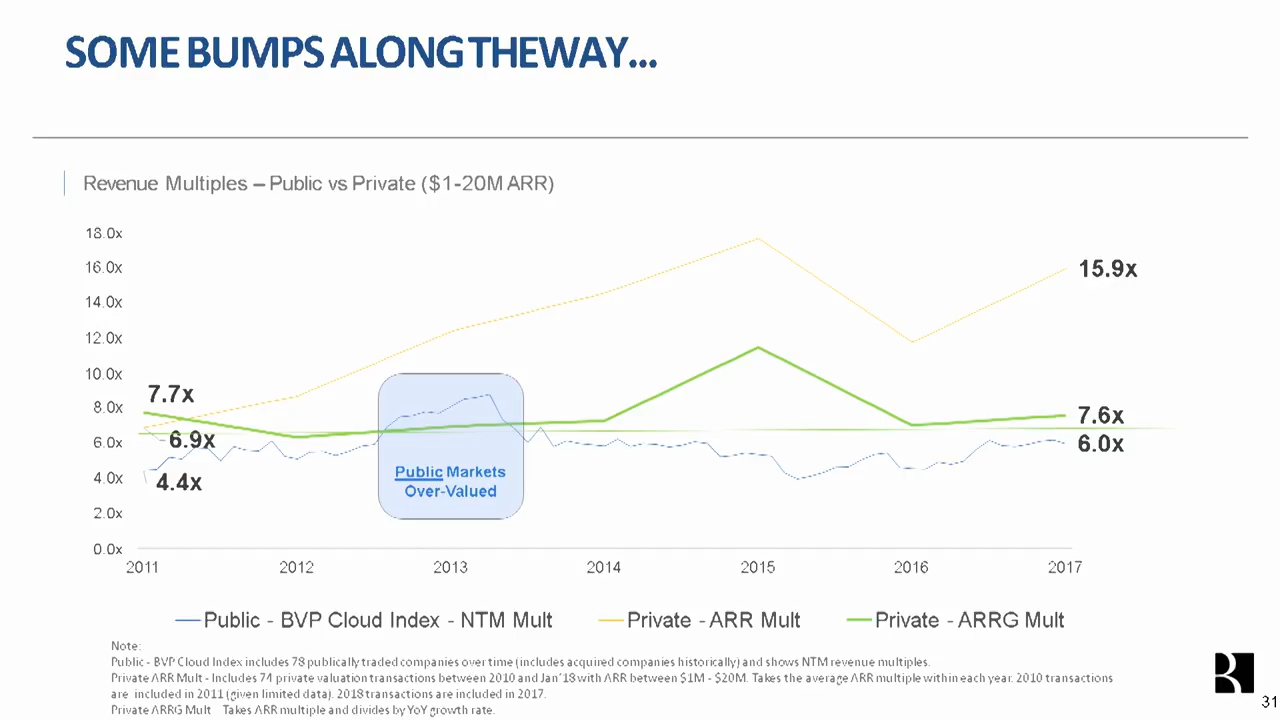 SOME BUMPS ALONG THE WAY…
Revenue Multiples – Public vs Private ($1-20M ARR)
18.0x
16.0x
14.0x
12.0x
10.0x
8.0x
6.0x
4.0x
2.0x
0.0x
7.7x
6.9x
4.4x
Public Markets
Over-Valued
15.9x
7.6x
6.0x
2011 2012 2013 2014 2015 2016 2017
Public - BVP Cloud Index - NTM Mult Private - ARR Mult Private - ARRG Mult
Note:
Public - BVP Cloud Index includes 78 publically traded companies over time (includes acquired companies historically) and shows NTM revenue multiples.
Private ARR Mult - Includes 74 private valuation transactions between 2010 and Jan'18 with ARR between $1M - $20M. Takes the average ARR multiple within each year. 2010 transactions
are included in 2011 (given limited data). 2018 transactions are included in 2017.
Private ARRG Mult Takes ARR multiple and divides by YoY growth rate.
31